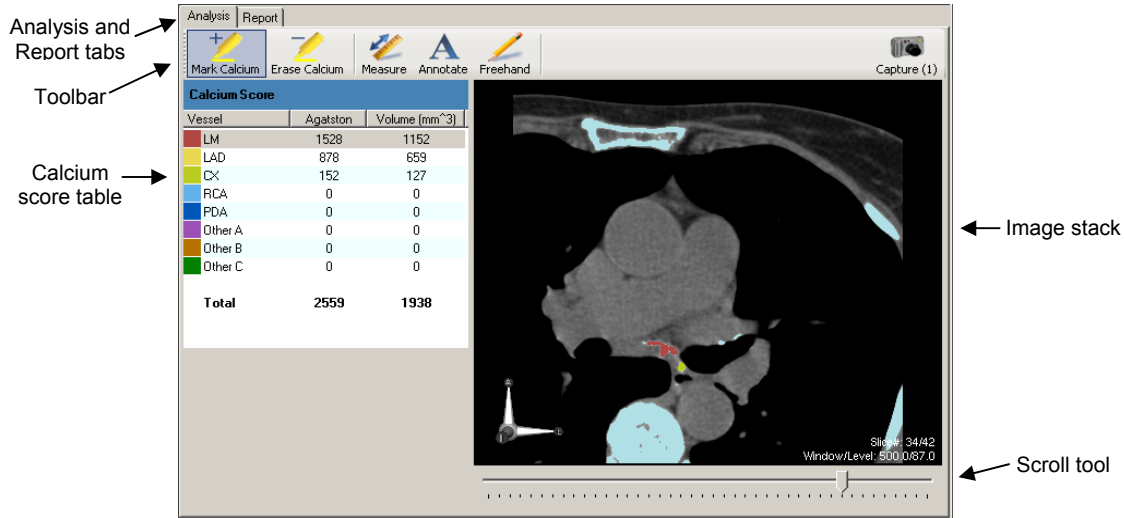 Analysis and
Report tabs
Toolbar
Calcium
score table
Analysis Report
Mark Calcium Erase Calcium Measure Annotate Freehand Capture (1)
Calcium Score
Vessel Agatston Volume (mm^3)
LM 1528 1152
LAD 878 659
CX 152 127
RCA 0 0
PDA 0 0
Other A 0 0
Other B 0 0
Other C 0 0
Total 2559 1938
Slice#: 34/42
Window/Level: 500.0/87.0
Image stack
Scroll tool